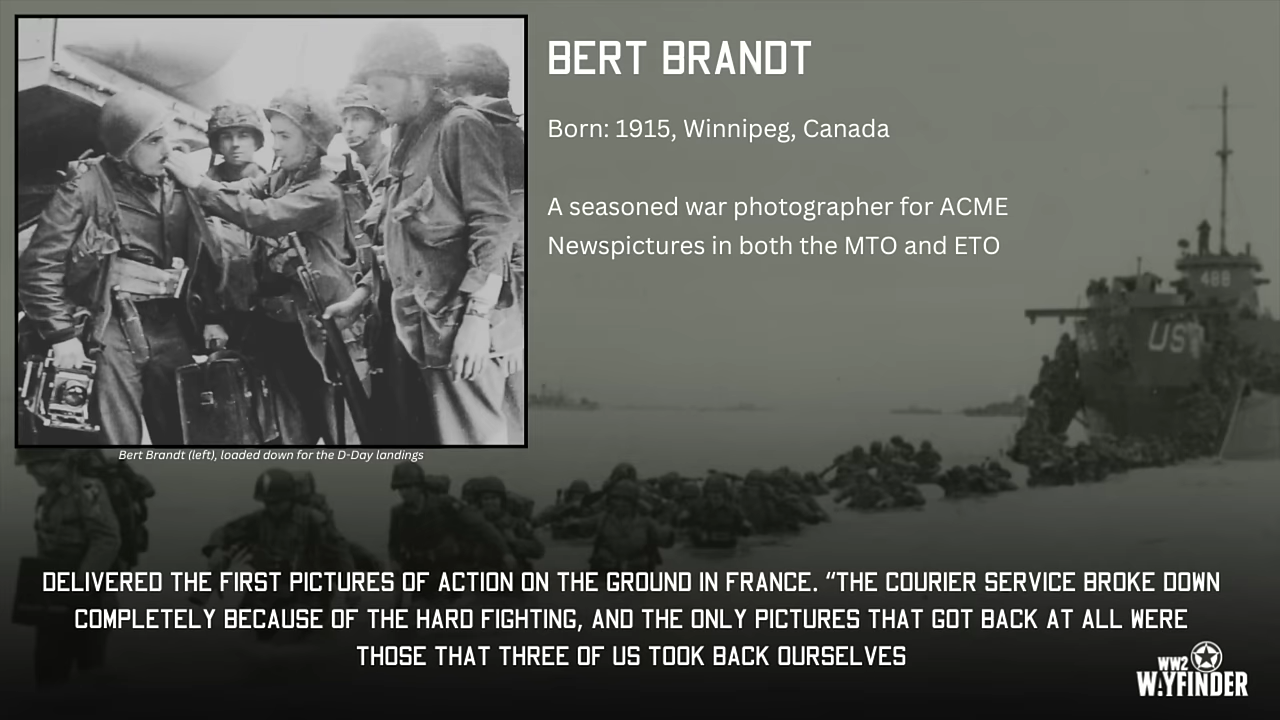 BERT BRANDT
Born: 1915, Winnipeg, Canada
A seasoned war photographer for ACME
Newspictures in both the MTO and ETO
488
US
Bert Brandt (left), loaded down for the D-Day landings
DELIVERED THE FIRST PICTURES OF ACTION ON THE GROUND IN FRANCE. “THE COURIER SERVICE BROKE DOWN
COMPLETELY BECAUSE OF THE HARD FIGHTING, AND THE ONLY PICTURES THAT GOT BACK AT ALL WERE
THOSE THAT THREE OF US TOOK BACK OURSELVES
WW2
WAYFINDER